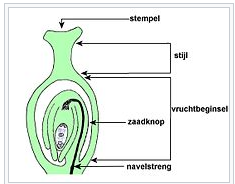 stempel
stijl
vruchtbeginsel
zaadknop
navelstreng